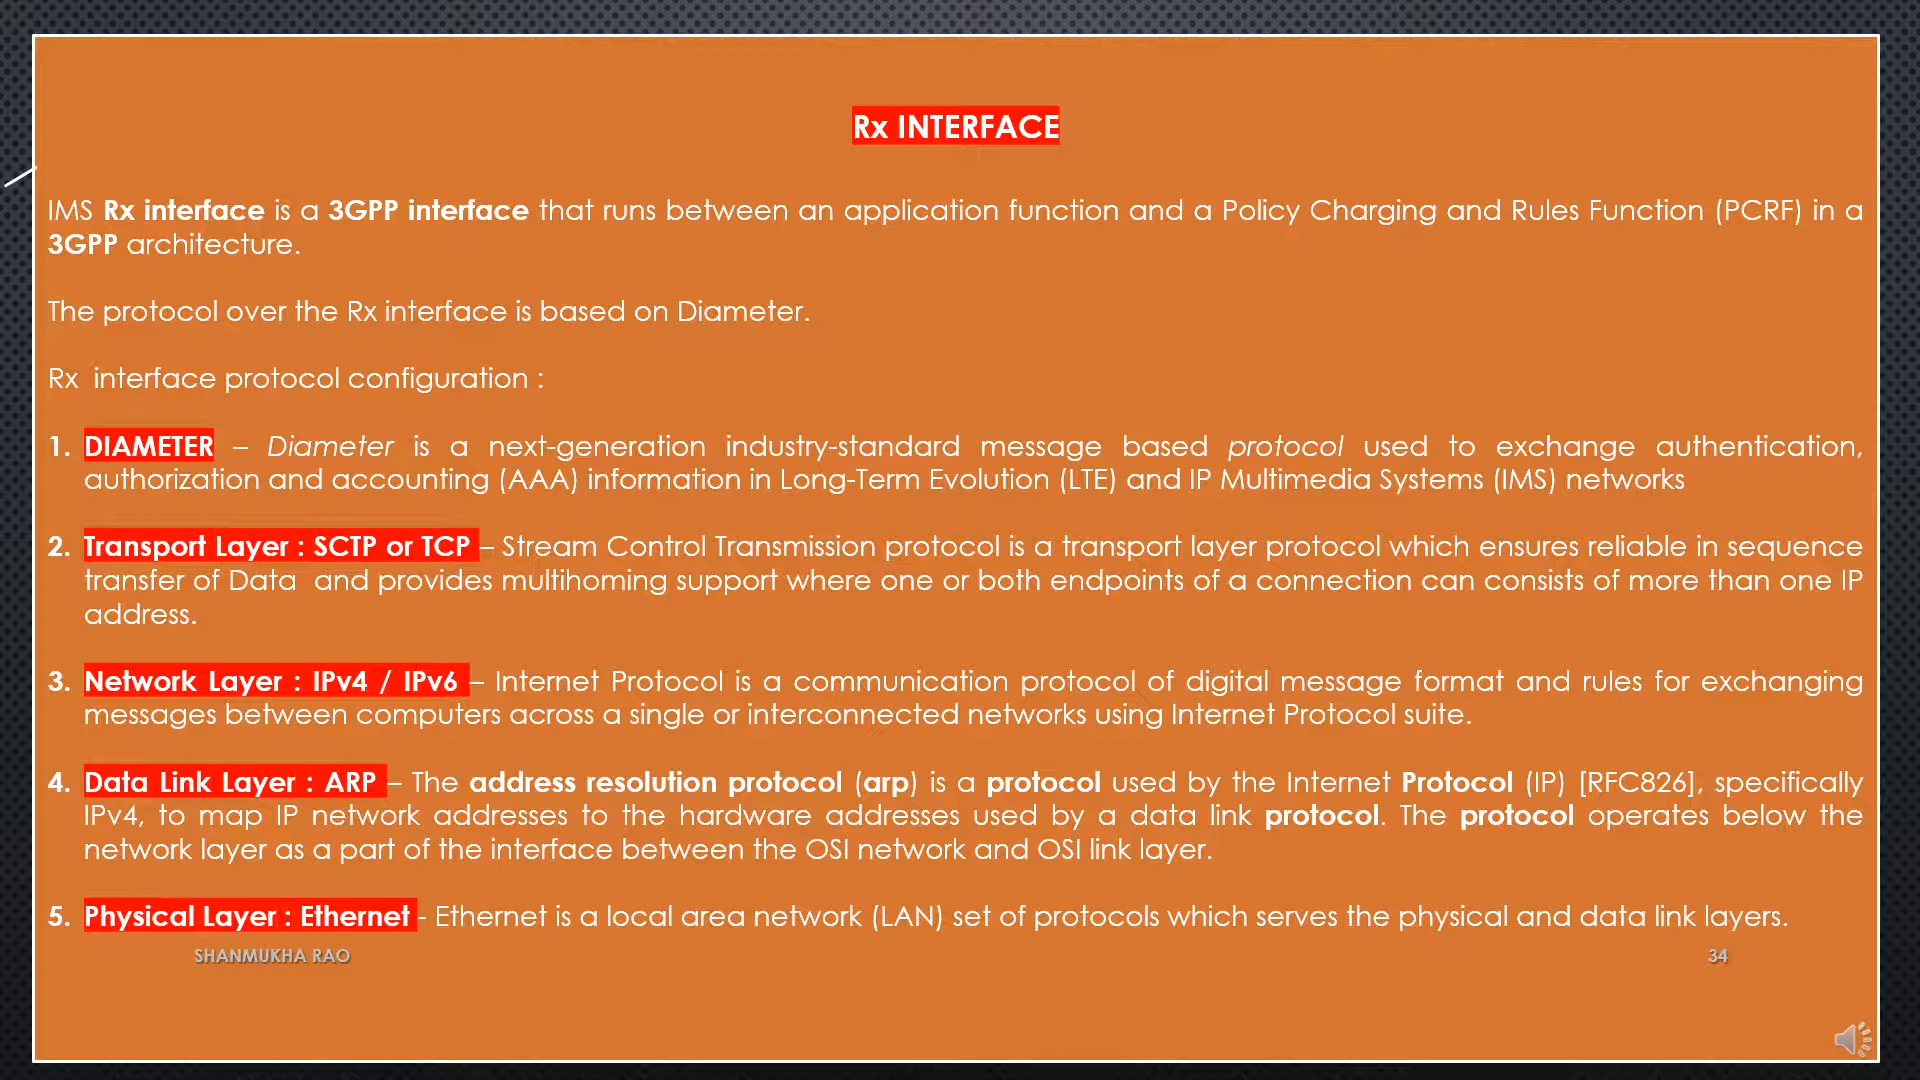 Rx INTERFACE
IMS Rx interface is a 3GPP interface that runs between an application function and a Policy Charging and Rules Function (PCRF) in a
3GPP architecture.
The protocol over the Rx interface is based on Diameter.
Rx interface protocol configuration :
1. DIAMETER – Diameter is a next-generation industry-standard message based protocol used to exchange authentication,
authorization and accounting (AAA) information in Long-Term Evolution (LTE) and IP Multimedia Systems (IMS) networks
2. Transport Layer : SCTP or TCP – Stream Control Transmission protocol is a transport layer protocol which ensures reliable in sequence
transfer of Data and provides multihoming support where one or both endpoints of a connection can consists of more than one IP
address.
3. Network Layer : IPv4 / IPv6 – Internet Protocol is a communication protocol of digital message format and rules for exchanging
messages between computers across a single or interconnected networks using Internet Protocol suite.
4. Data Link Layer : ARP – The address resolution protocol (arp) is a protocol used by the Internet Protocol (IP) [RFC826], specifically
IPv4, to map IP network addresses to the hardware addresses used by a data link protocol. The protocol operates below the
network layer as a part of the interface between the OSI network and OSI link layer.
5. Physical Layer : Ethernet - Ethernet is a local area network (LAN) set of protocols which serves the physical and data link layers.
SHANMUKHA RAO
34